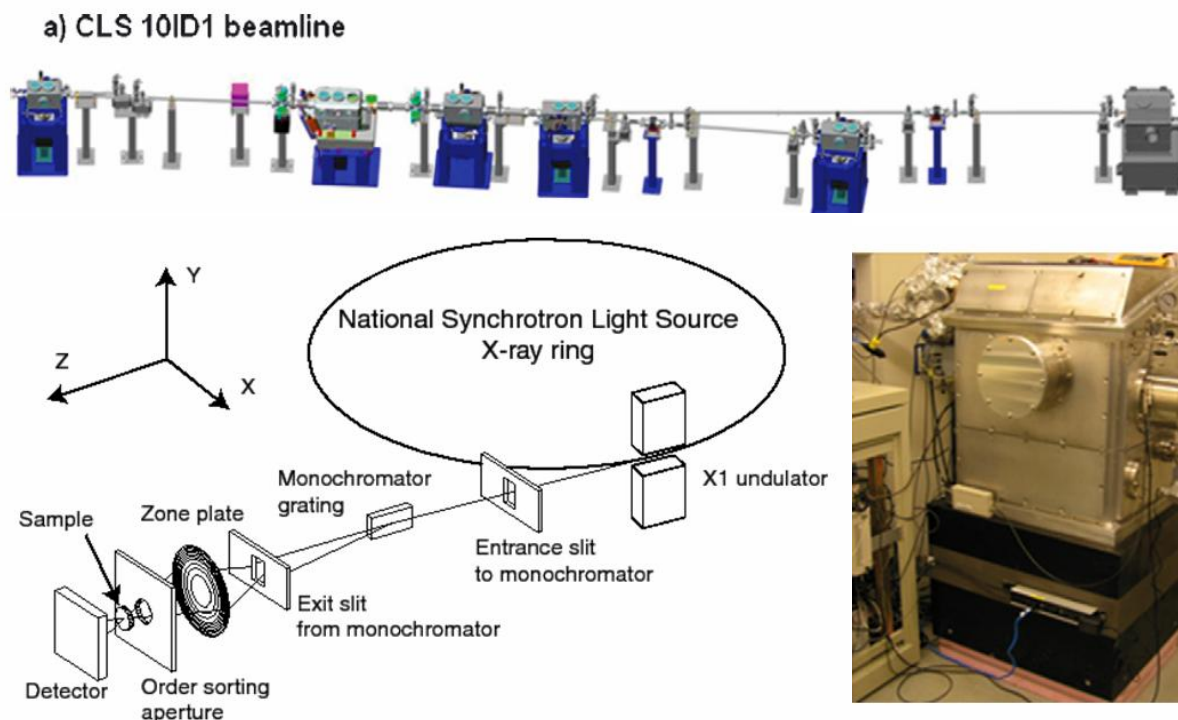 a) CLS 10ID1 beamline
Y
Z
X
National Synchrotron Light Source
X-ray ring
Monochromator
grating
X1 undulator
Sample
Zone plate
Entrance slit
to monochromator
Exit slit
from monochromator
Detector
Order sorting
aperture